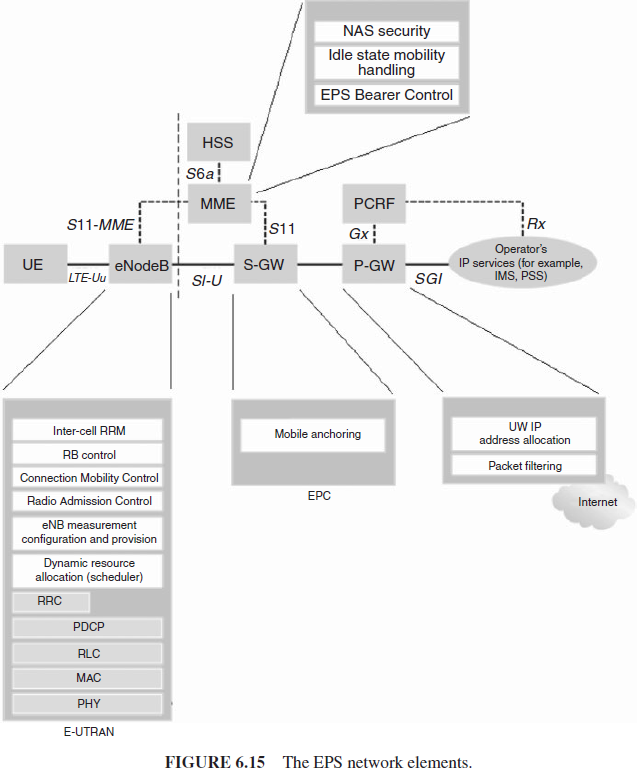 NAS security
Idle state mobility
handling
EPS Bearer Control
HSS
S6a
MME
PCRF
S11-MME
S11
Gx
Rx
UE
LTE-Uu
eNodeB
SI-U
S-GW
P-GW
SGI
Operator's
IP services (for example,
IMS, PSS)
Inter-cell RRM
RB control
Connection Mobility Control
Radio Admission Control
eNB measurement
configuration and provision
Dynamic resource
allocation (scheduler)
RRC
PDCP
RLC
MAC
PHY
E-UTRAN
Mobile anchoring
EPC
UW IP
address allocation
Packet filtering
Internet
FIGURE 6.15 The EPS network elements.